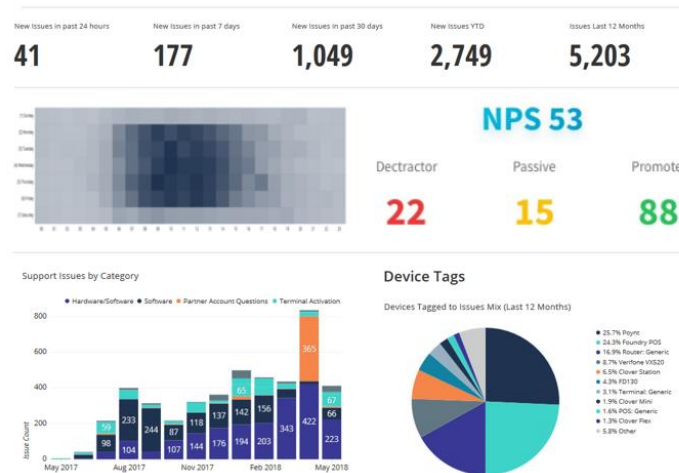 New Issues in past 24 hours
New Issues in past 7 days
New Issues in past 30 days
New Issues YTD
Issues Last 12 Months
41
177
1,049
2,749
5,203
NPS 53
Dectractor
Passive
Promote
22
15
88
Support Issues by Category
Hardware/Software
Software
Partner Account Questions
Terminal Activation
800
600
400
200
0
Issue Count
59
98
233
104
244
87
107
118
144
137
176
65
142
194
156
203
343
365
422
67
66
223
May 2017
Aug 2017
Nov 2017
Feb 2018
May 2018
Device Tags
Devices Tagged to Issues Mix (Last 12 Months)
25.7% Poynt
24.3% Foundry POS
16.9% Router: Generic
8.7% Verifone VX520
6.5% Clover Station
4.3% FD130
3.1% Terminal: Generic
1.9% Clover Mini
1.6% POS: Generic
1.3% Clover Flex
5.8% Other